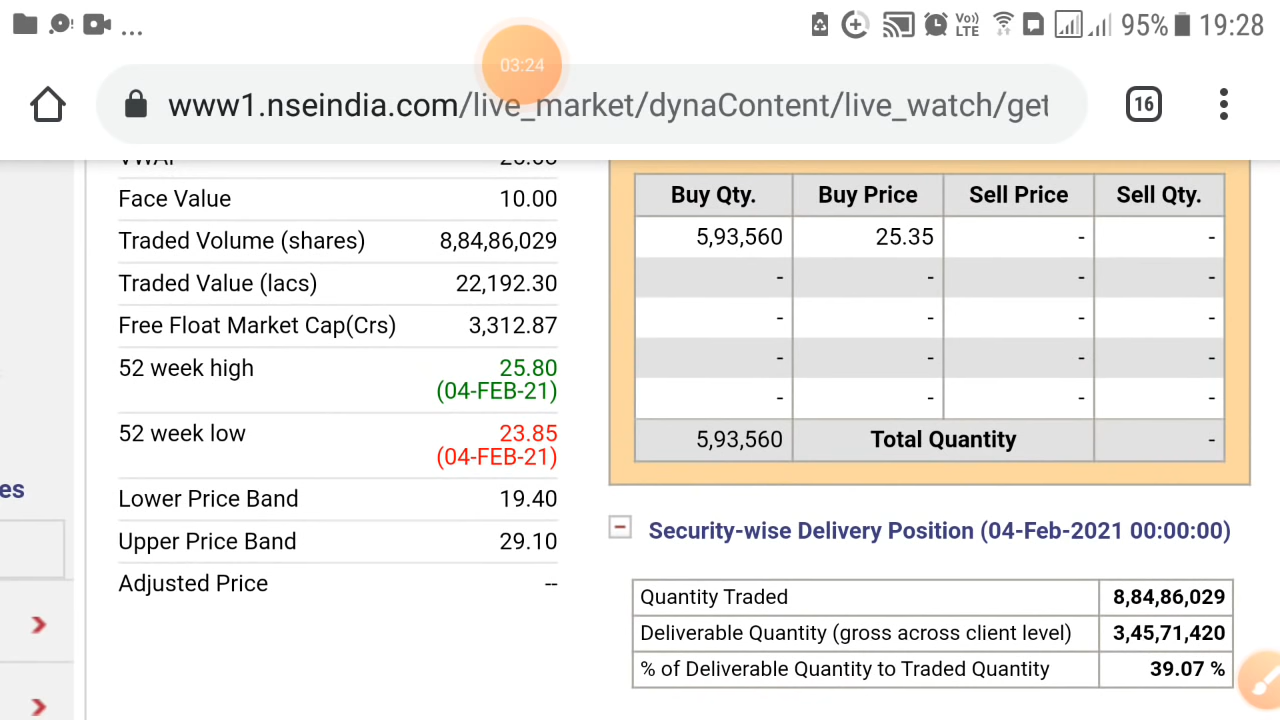 ...
Vo))
LTE
95%
19:28
03:24
www1.nseindia.com/live_market/dynaContent/live_watch/get
16
Face Value 10.00
Traded Volume (shares) 8,84,86,029
Traded Value (lacs) 22,192.30
Free Float Market Cap(Crs) 3,312.87
52 week high 25.80
(04-FEB-21)
52 week low 23.85
(04-FEB-21)
Lower Price Band 19.40
Upper Price Band 29.10
Adjusted Price --
es
Buy Qty. Buy Price Sell Price Sell Qty.
5,93,560 25.35 - -
- - - -
- - - -
- - - -
- - - -
5,93,560 Total Quantity -
Security-wise Delivery Position (04-Feb-2021 00:00:00)
Quantity Traded 8,84,86,029
Deliverable Quantity (gross across client level) 3,45,71,420
% of Deliverable Quantity to Traded Quantity 39.07 %